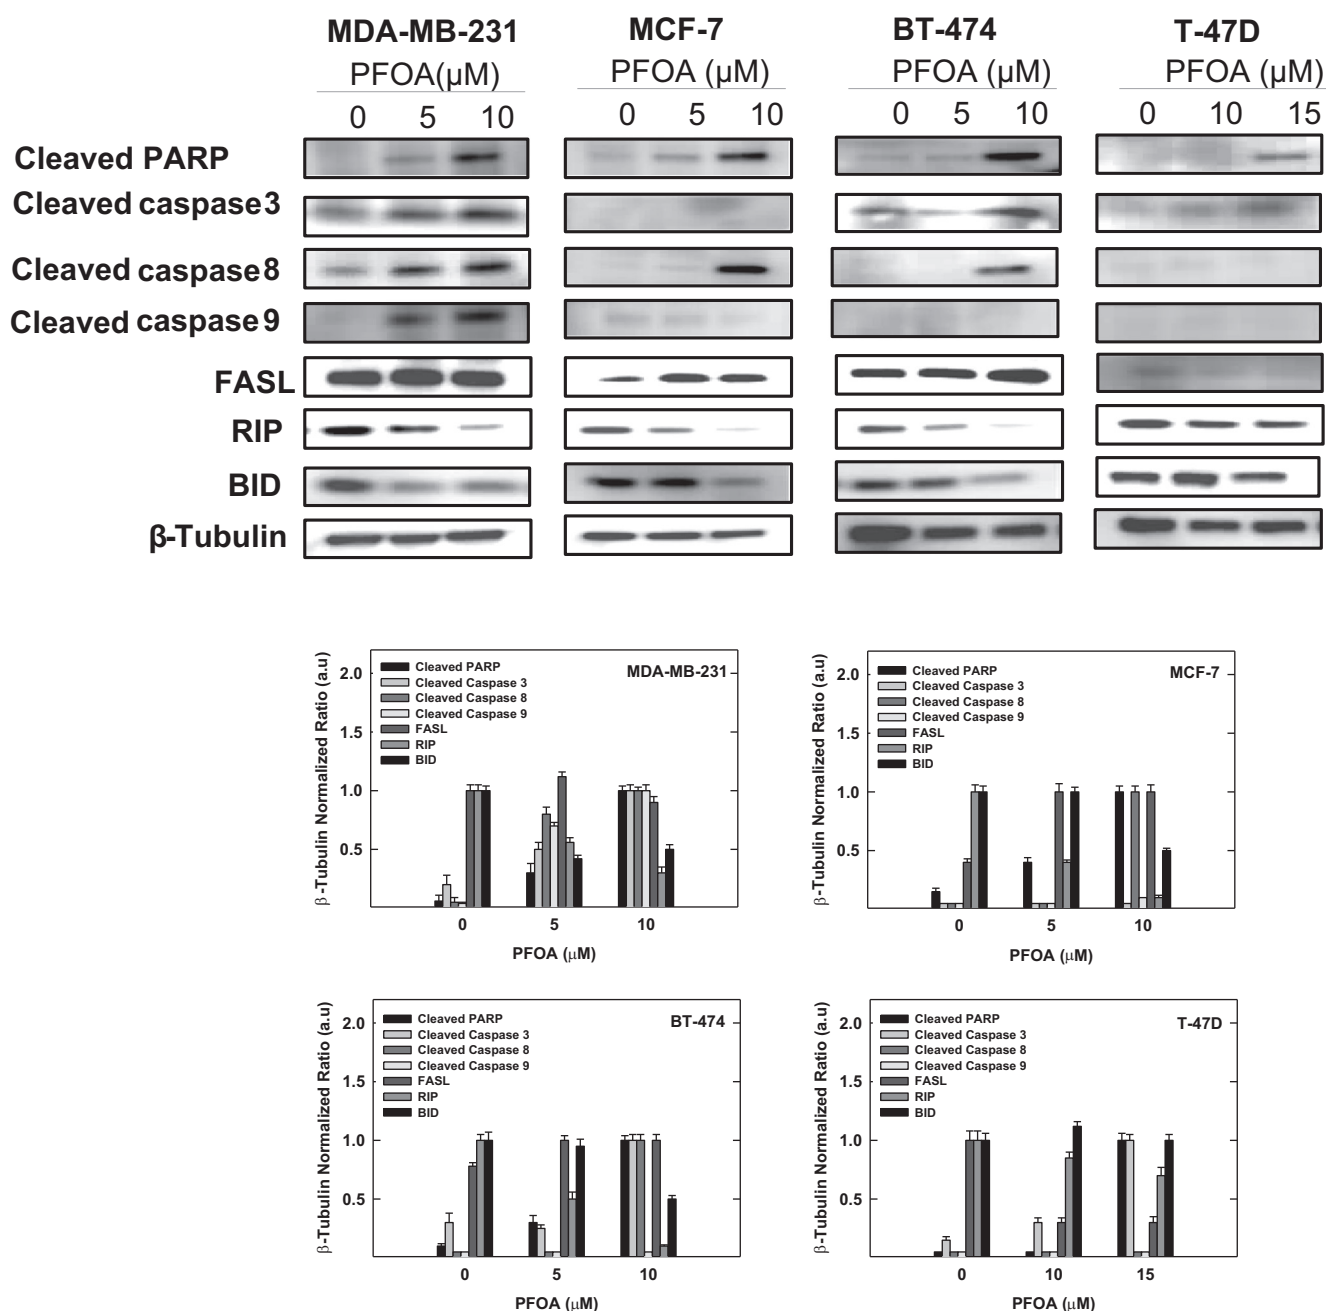 MDA-MB-231 MCF-7 BT-474 T-47D
PFOA(μM) PFOA (μM) PFOA (μM) PFOA (μM)
0 5 10 0 5 10 0 5 10 0 10 15
Cleaved PARP
Cleaved caspase 3
Cleaved caspase 8
Cleaved caspase 9
FASL
RIP
BID
β-Tubulin
MDA-MB-231
β-Tubulin Normalized Ratio (a.u)
2.0
1.5
1.0
0.5
Cleaved PARP
Cleaved Caspase 3
Cleaved Caspase 8
Cleaved Caspase 9
FASL
RIP
BID
0 5 10
PFOA (μM)
MCF-7
β-Tubulin Normalized Ratio (a.u)
2.0
1.5
1.0
0.5
Cleaved PARP
Cleaved Caspase 3
Cleaved Caspase 8
Cleaved Caspase 9
FASL
RIP
BID
0 5 10
PFOA (μM)
BT-474
β-Tubulin Normalized Ratio (a.u)
2.0
1.5
1.0
0.5
Cleaved PARP
Cleaved Caspase 3
Cleaved Caspase 8
Cleaved Caspase 9
FASL
RIP
BID
0 5 10
PFOA (μM)
T-47D
β-Tubulin Normalized Ratio (a.u)
2.0
1.5
1.0
0.5
Cleaved PARP
Cleaved Caspase 3
Cleaved Caspase 8
Cleaved Caspase 9
FASL
RIP
BID
0 10 15
PFOA (μM)